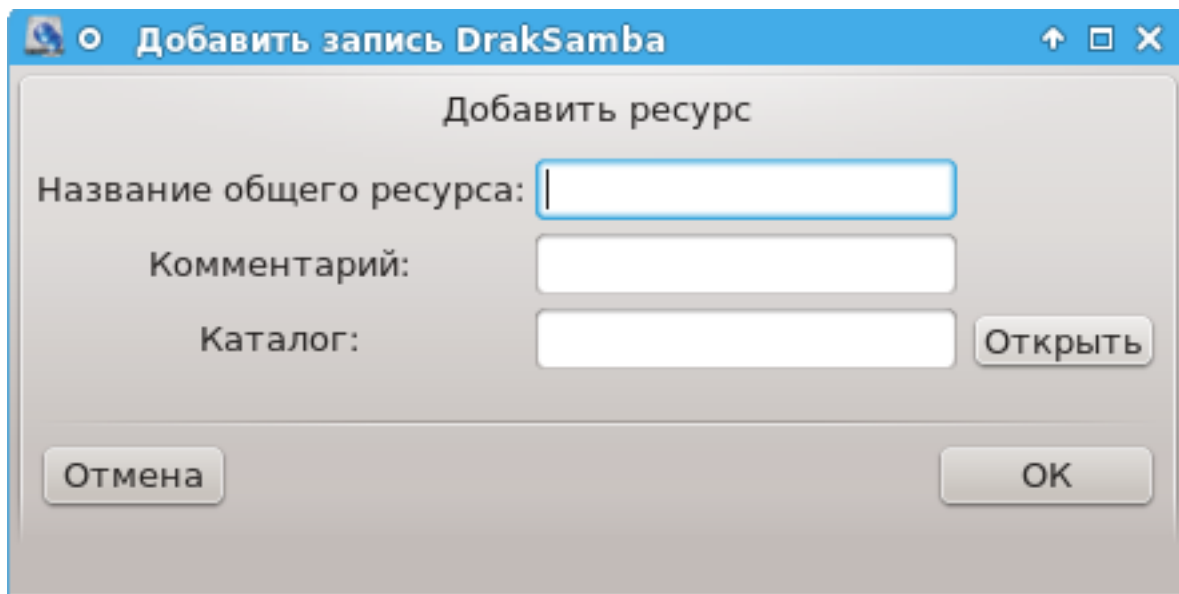 Добавить запись DrakSamba
Добавить ресурс
Название общего ресурса:
Комментарий:
Каталог:
Открыть
Отмена
OK